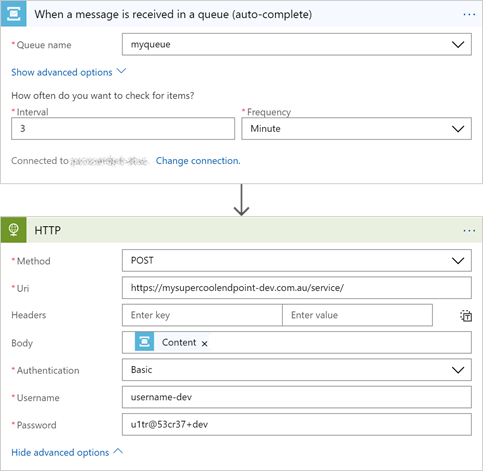 When a message is received in a queue (auto-complete)
* Queue name
myqueue
Show advanced options
How often do you want to check for items?
* Interval
* Frequency
3
Minute
Connected to
Change connection.
HTTP
* Method
POST
* Uri
https://mysupercoolendpoint-dev.com.au/service/
Headers
Enter key
Enter value
Body
Content ×
* Authentication
Basic
* Username
username-dev
* Password
u1tr@53cr37+dev
Hide advanced options